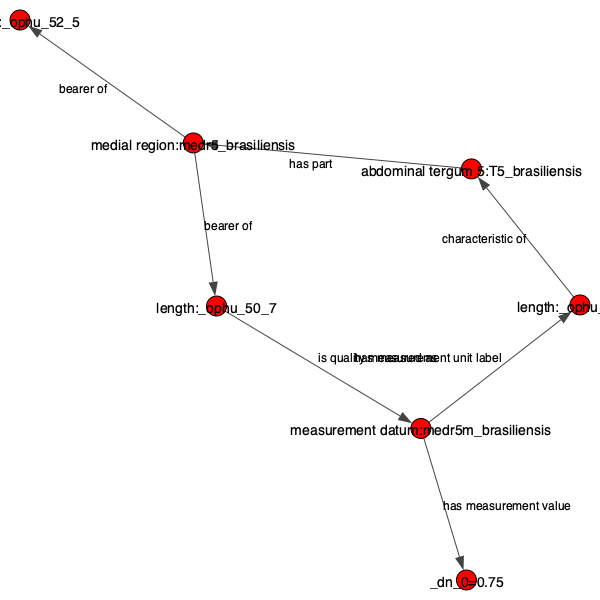 :_ophu_52_5
bearer of
medial region:medr5_brasiliensis
has part
abdominal tergum 5:T5_brasiliensis
bearer of
characteristic of
length:_ophu_50_7
length:_ophu_
is quality measured as
has measurement unit label
measurement datum:medr5m_brasiliensis
has measurement value
_dn_0=0.75